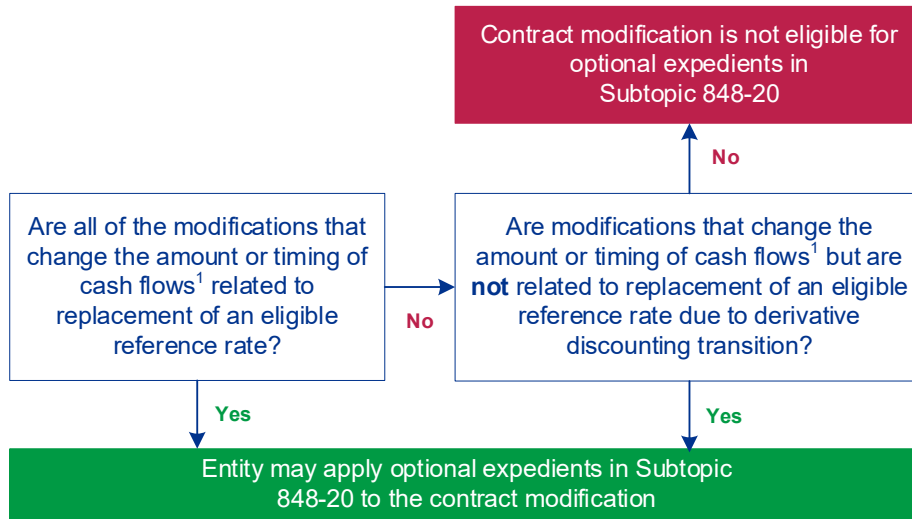 Contract modification is not eligible for
optional expedients in
Subtopic 848-20
No
Are all of the modifications that
change the amount or timing of
cash flows¹ related to
replacement of an eligible
reference rate?
No
Are modifications that change the
amount or timing of cash flows¹ but are
not related to replacement of an eligible
reference rate due to derivative
discounting transition?
Yes
Yes
Entity may apply optional expedients in Subtopic
848-20 to the contract modification